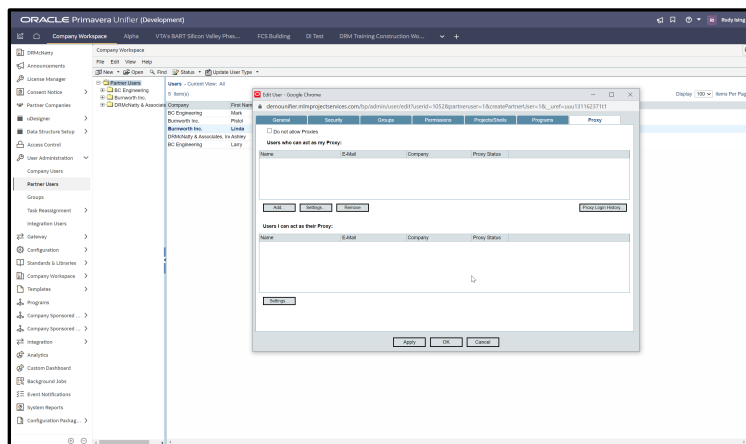 ORACLE Primavera Unifier (Development)
Company Workspace Alpha VTA's BART Silicon Valley Phas... FCS Building DI Test DRM Training Construction Wo...
RI Rody Ising
DRMcNatty
Announcements
License Manager
Consent Notice
Partner Companies
uDesigner
Data Structure Setup
Access Control
User Administration
Company Users
Partner Users
Groups
Task Reassignment
Integration Users
Gateway
Configuration
Standards & Libraries
Company Workspace
Templates
Programs
Company Sponsored ...
Company Sponsored ...
Integration
Analytics
Custom Dashboard
Background Jobs
Event Notifications
System Reports
Configuration Packag...
Company Workspace
File Edit View Help
New Open Find Status Update User Type
Partner Users
BC Engineering
Burnworth Inc.
DRMcNatty & Associate
Users - Current View: All
5 item(s)
Display 100 Items Per Pag
Company First Nam
BC Engineering Mark
Burnworth Inc. Pistol
Burnworth Inc. Linda
DRMcNatty & Associates, In Ashley
BC Engineering Larry
Edit User - Google Chrome
demounifier.mlmprojectservices.com/bp/admin/user/edit?userid=1052&partneruser=1&createPartnerUser=1&_uref=uuu1311623711
General Security Groups Permissions Projects/Shells Programs Proxy
Do not allow Proxies
Users who can act as my Proxy:
Name E-Mail Company Proxy Status
Add... Settings... Remove Proxy Login History...
Users I can act as their Proxy:
Name E-Mail Company Proxy Status
Settings...
Apply OK Cancel